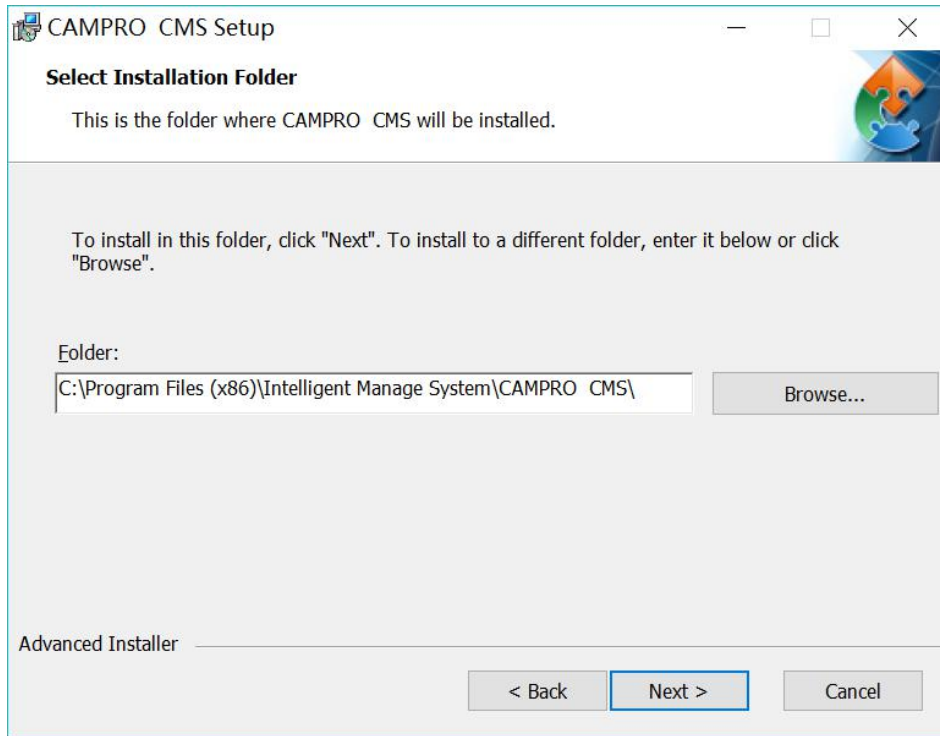 CAMPRO  CMS Setup
Select Installation Folder
This is the folder where CAMPRO  CMS will be installed.
To install in this folder, click "Next". To install to a different folder, enter it below or click
"Browse".
Folder:
C:\Program Files (x86)\Intelligent Manage System\CAMPRO  CMS\
Browse...
Advanced Installer
< Back
Next >
Cancel